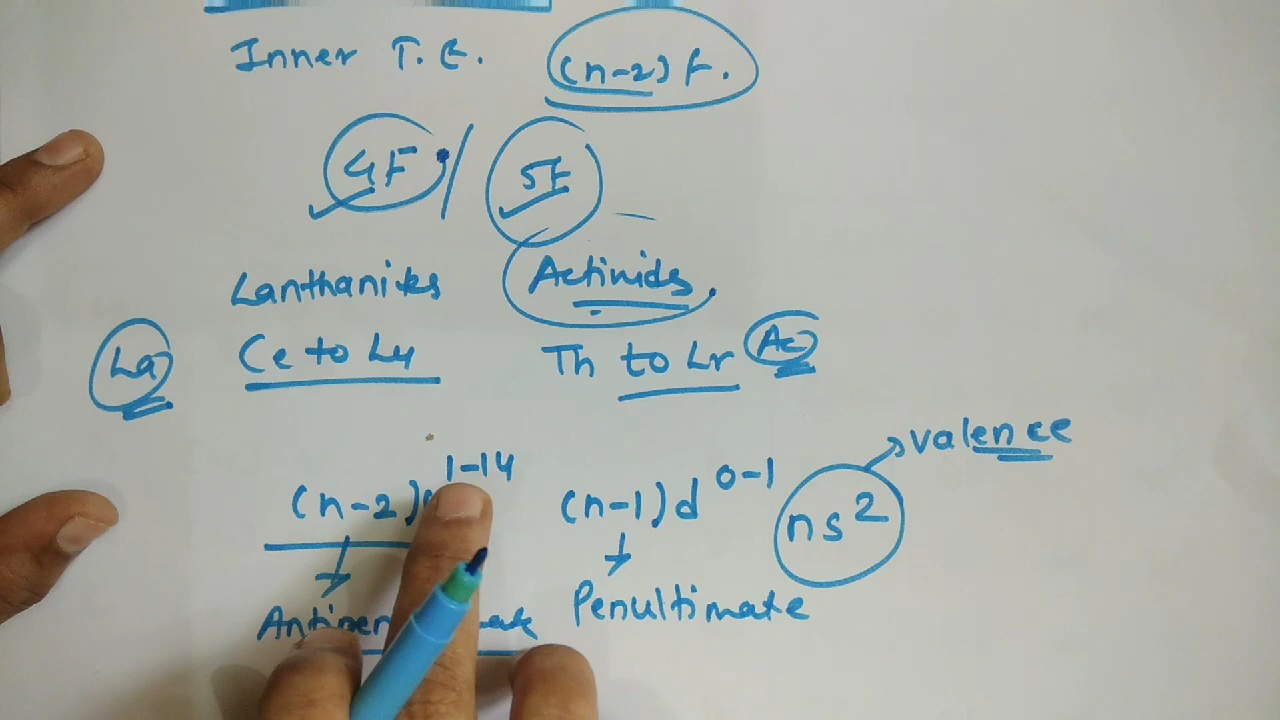 Inner T.E. (n-2) f.
4F / 5f
Lanthanides Actinids.
La Ce to Lu Th to Lr Ac
valence
(n-2) 1-14 (n-1)d 0-1 ns2
Penultimate